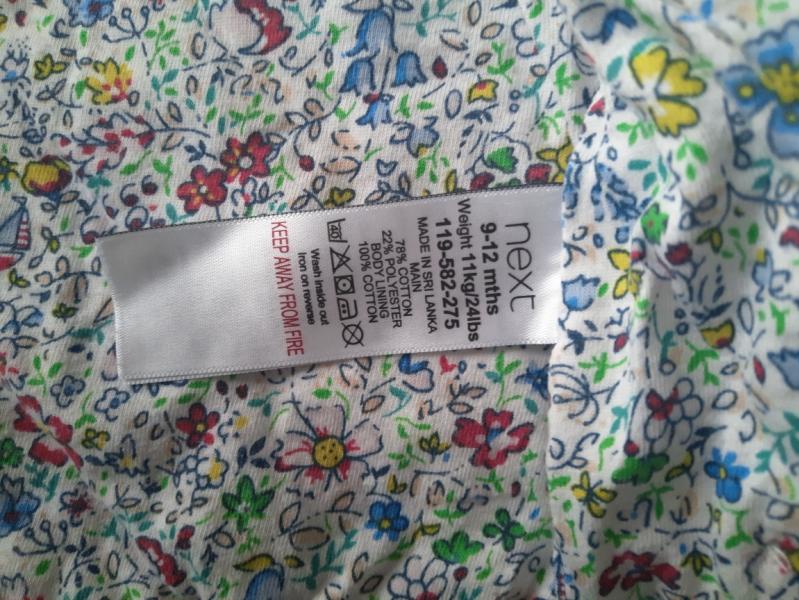 next
9-12 mths
Weight 11kg/24lbs
119-582-275
MADE IN SRI LANKA
MAIN
78% COTTON
22% POLYESTER
BODY LINING
100% COTTON
40
Wash inside out
Iron on reverse
KEEP AWAY FROM FIRE